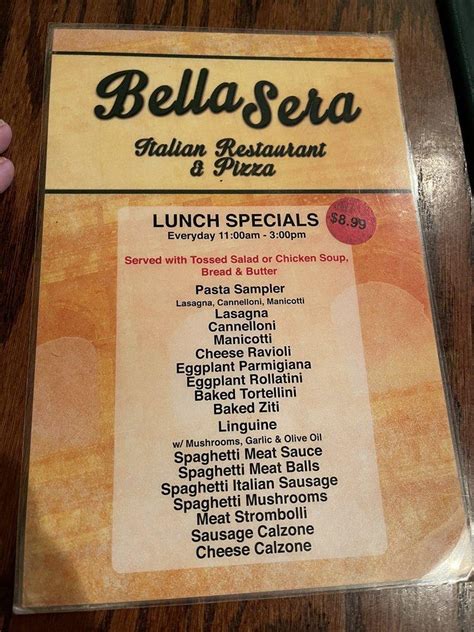 Bella Sera
Italian Restaurant
& Pizza
LUNCH SPECIALS
$8.99
Everyday 11:00am - 3:00pm
Served with Tossed Salad or Chicken Soup,
Bread & Butter
Pasta Sampler
Lasagna, Cannelloni, Manicotti
Lasagna
Cannelloni
Manicotti
Cheese Ravioli
Eggplant Parmigiana
Eggplant Rollatini
Baked Tortellini
Baked Ziti
Linguine
w/ Mushrooms, Garlic & Olive Oil
Spaghetti Meat Sauce
Spaghetti Meat Balls
Spaghetti Italian Sausage
Spaghetti Mushrooms
Meat Strombolli
Sausage Calzone
Cheese Calzone